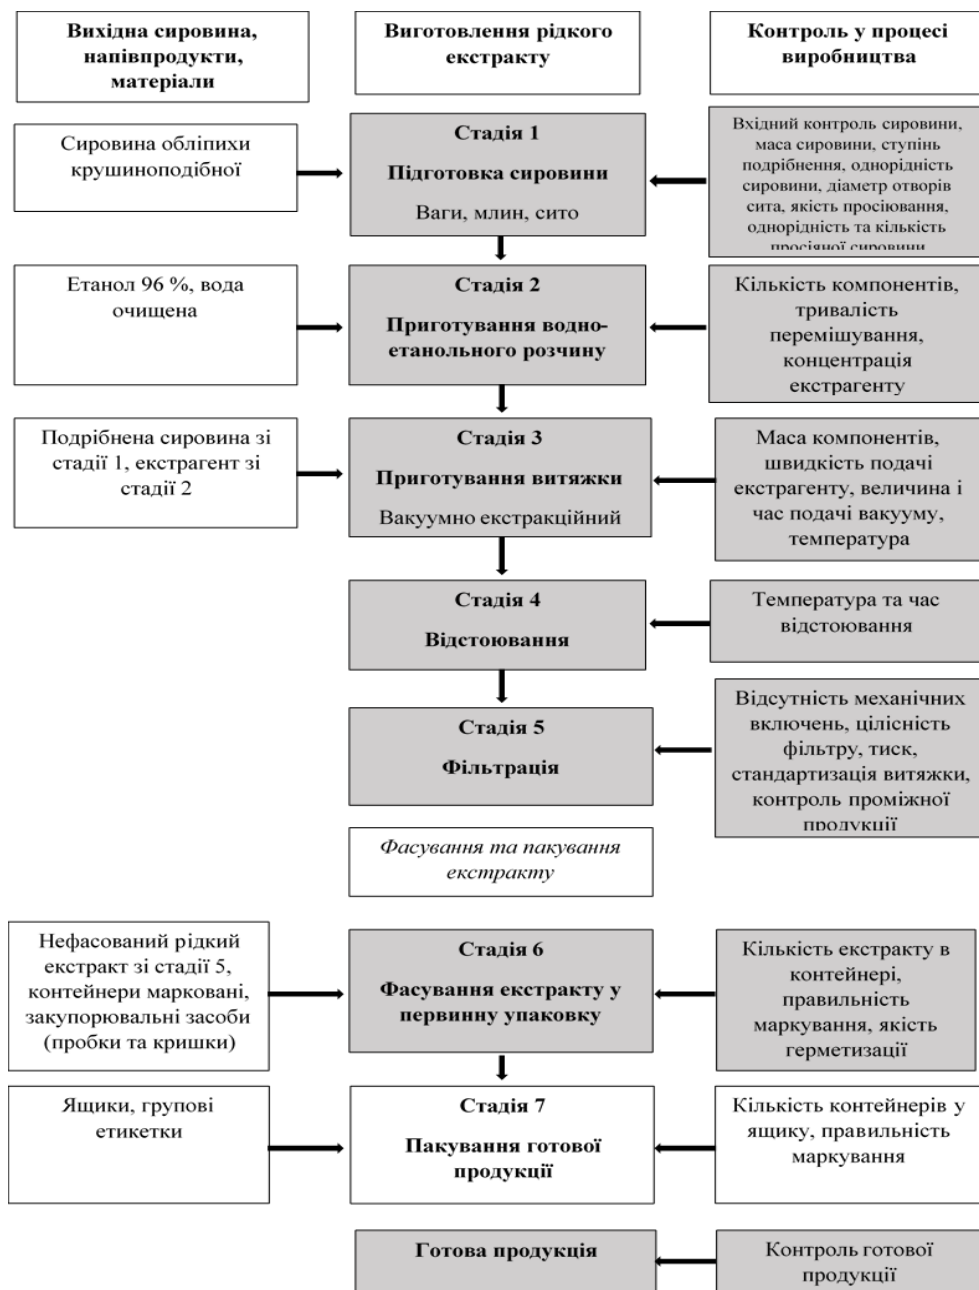 Вихідна сировина,
напівпродукти,
матеріали
Виготовлення рідкого
екстракту
Контроль у процесі
виробництва
Сировина обліпихи
крушиноподібної
Стадія 1
Підготовка сировини
Ваги, млин, сито
Вхідний контроль сировини,
маса сировини, ступінь
подрібнення, однорідність
сировини, діаметр отворів
сита, якість просіювання,
однорідність та кількість
просіяної сировини
Етанол 96 %, вода
очищена
Стадія 2
Приготування водно-
етанольного розчину
Кількість компонентів,
тривалість
перемішування,
концентрація
екстрагенту
Подрібнена сировина зі
стадії 1, екстрагент зі
стадії 2
Стадія 3
Приготування витяжки
Вакуумно екстракційний
Маса компонентів,
швидкість подачі
екстрагенту, величина і
час подачі вакууму,
температура
Стадія 4
Відстоювання
Температура та час
відстоювання
Стадія 5
Фільтрація
Відсутність механічних
включень, цілісність
фільтру, тиск,
стандартизація витяжки,
контроль проміжної
продукції
Фасування та пакування
екстракту
Нефасований рідкий
екстракт зі стадії 5,
контейнери марковані,
закупорювальні засоби
(пробки та кришки)
Стадія 6
Фасування екстракту у
первинну упаковку
Кількість екстракту в
контейнері,
правильність
маркування, якість
герметизації
Ящики, групові
етикетки
Стадія 7
Пакування готової
продукції
Кількість контейнерів у
ящику, правильність
маркування
Готова продукція
Контроль готової
продукції